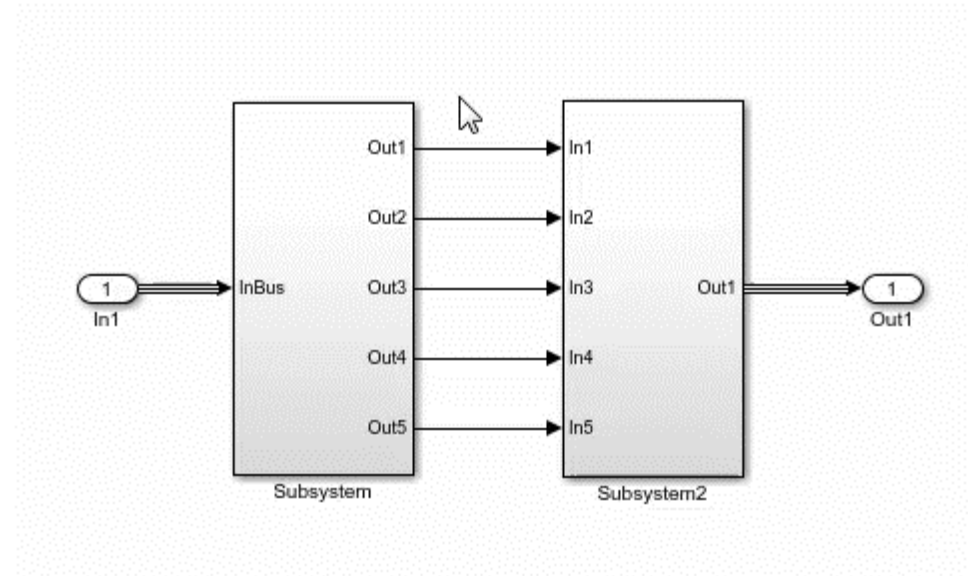 Out1 In1
Out2 In2
1 InBus Out3 In3 Out1 1
In1 Out1
Out4 In4
Out5 In5
Subsystem Subsystem2